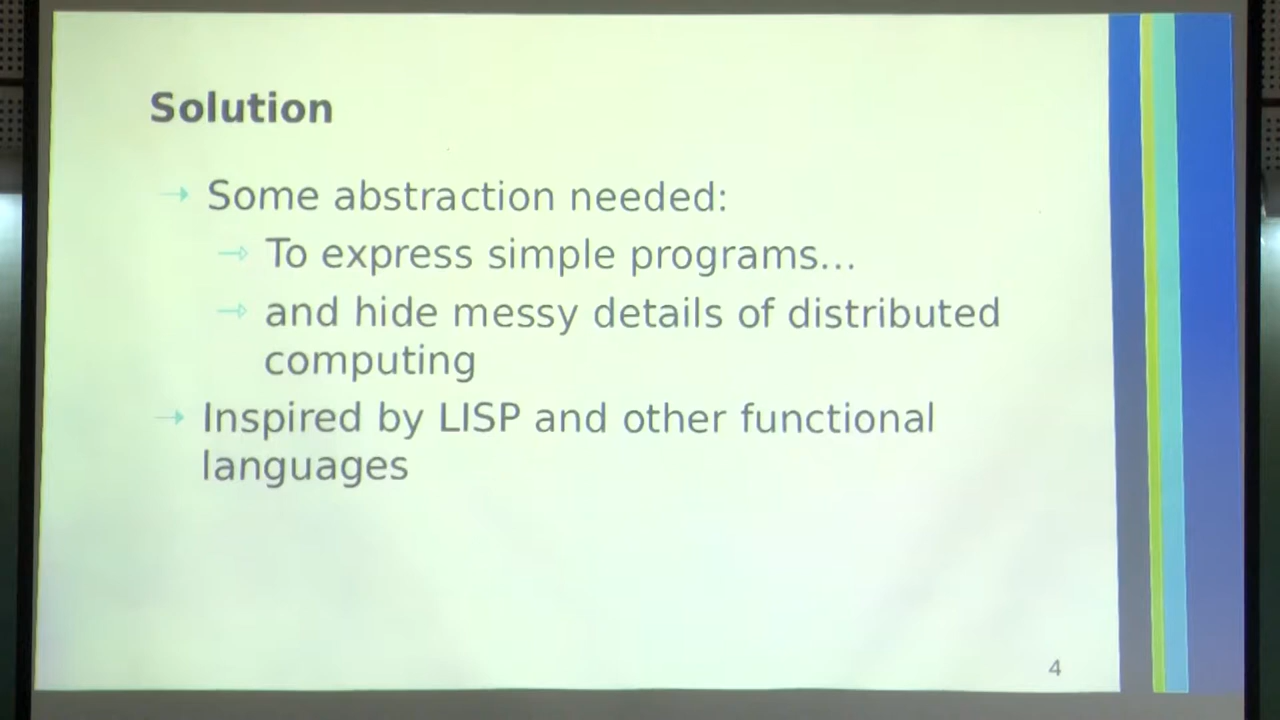 Solution
→ Some abstraction needed:
→ To express simple programs...
→ and hide messy details of distributed
computing
→ Inspired by LISP and other functional
languages
4